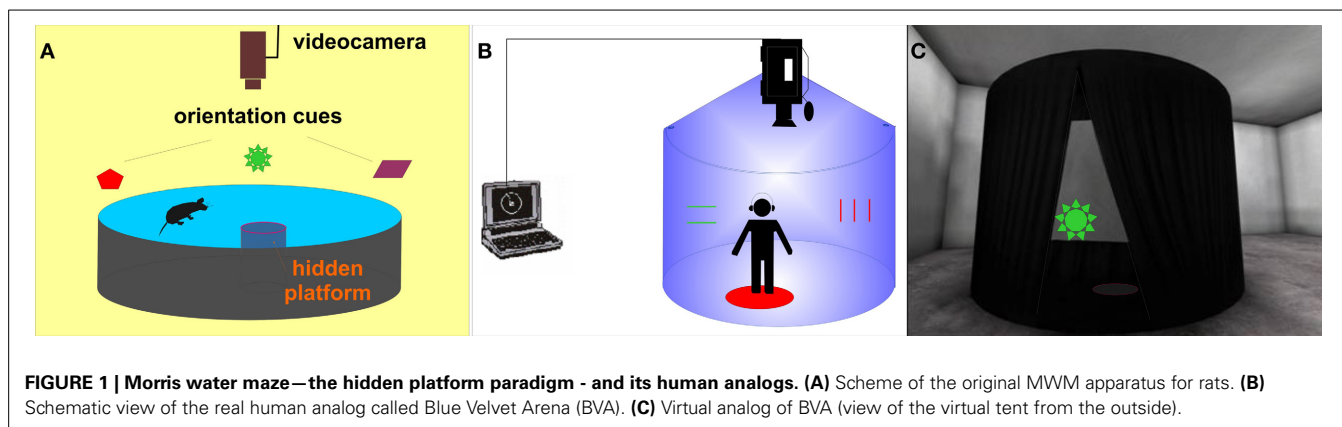 A
videocamera
orientation cues
hidden
platform
B
C
FIGURE 1 | Morris water maze—the hidden platform paradigm - and its human analogs. (A) Scheme of the original MWM apparatus for rats. (B)
Schematic view of the real human analog called Blue Velvet Arena (BVA). (C) Virtual analog of BVA (view of the virtual tent from the outside).